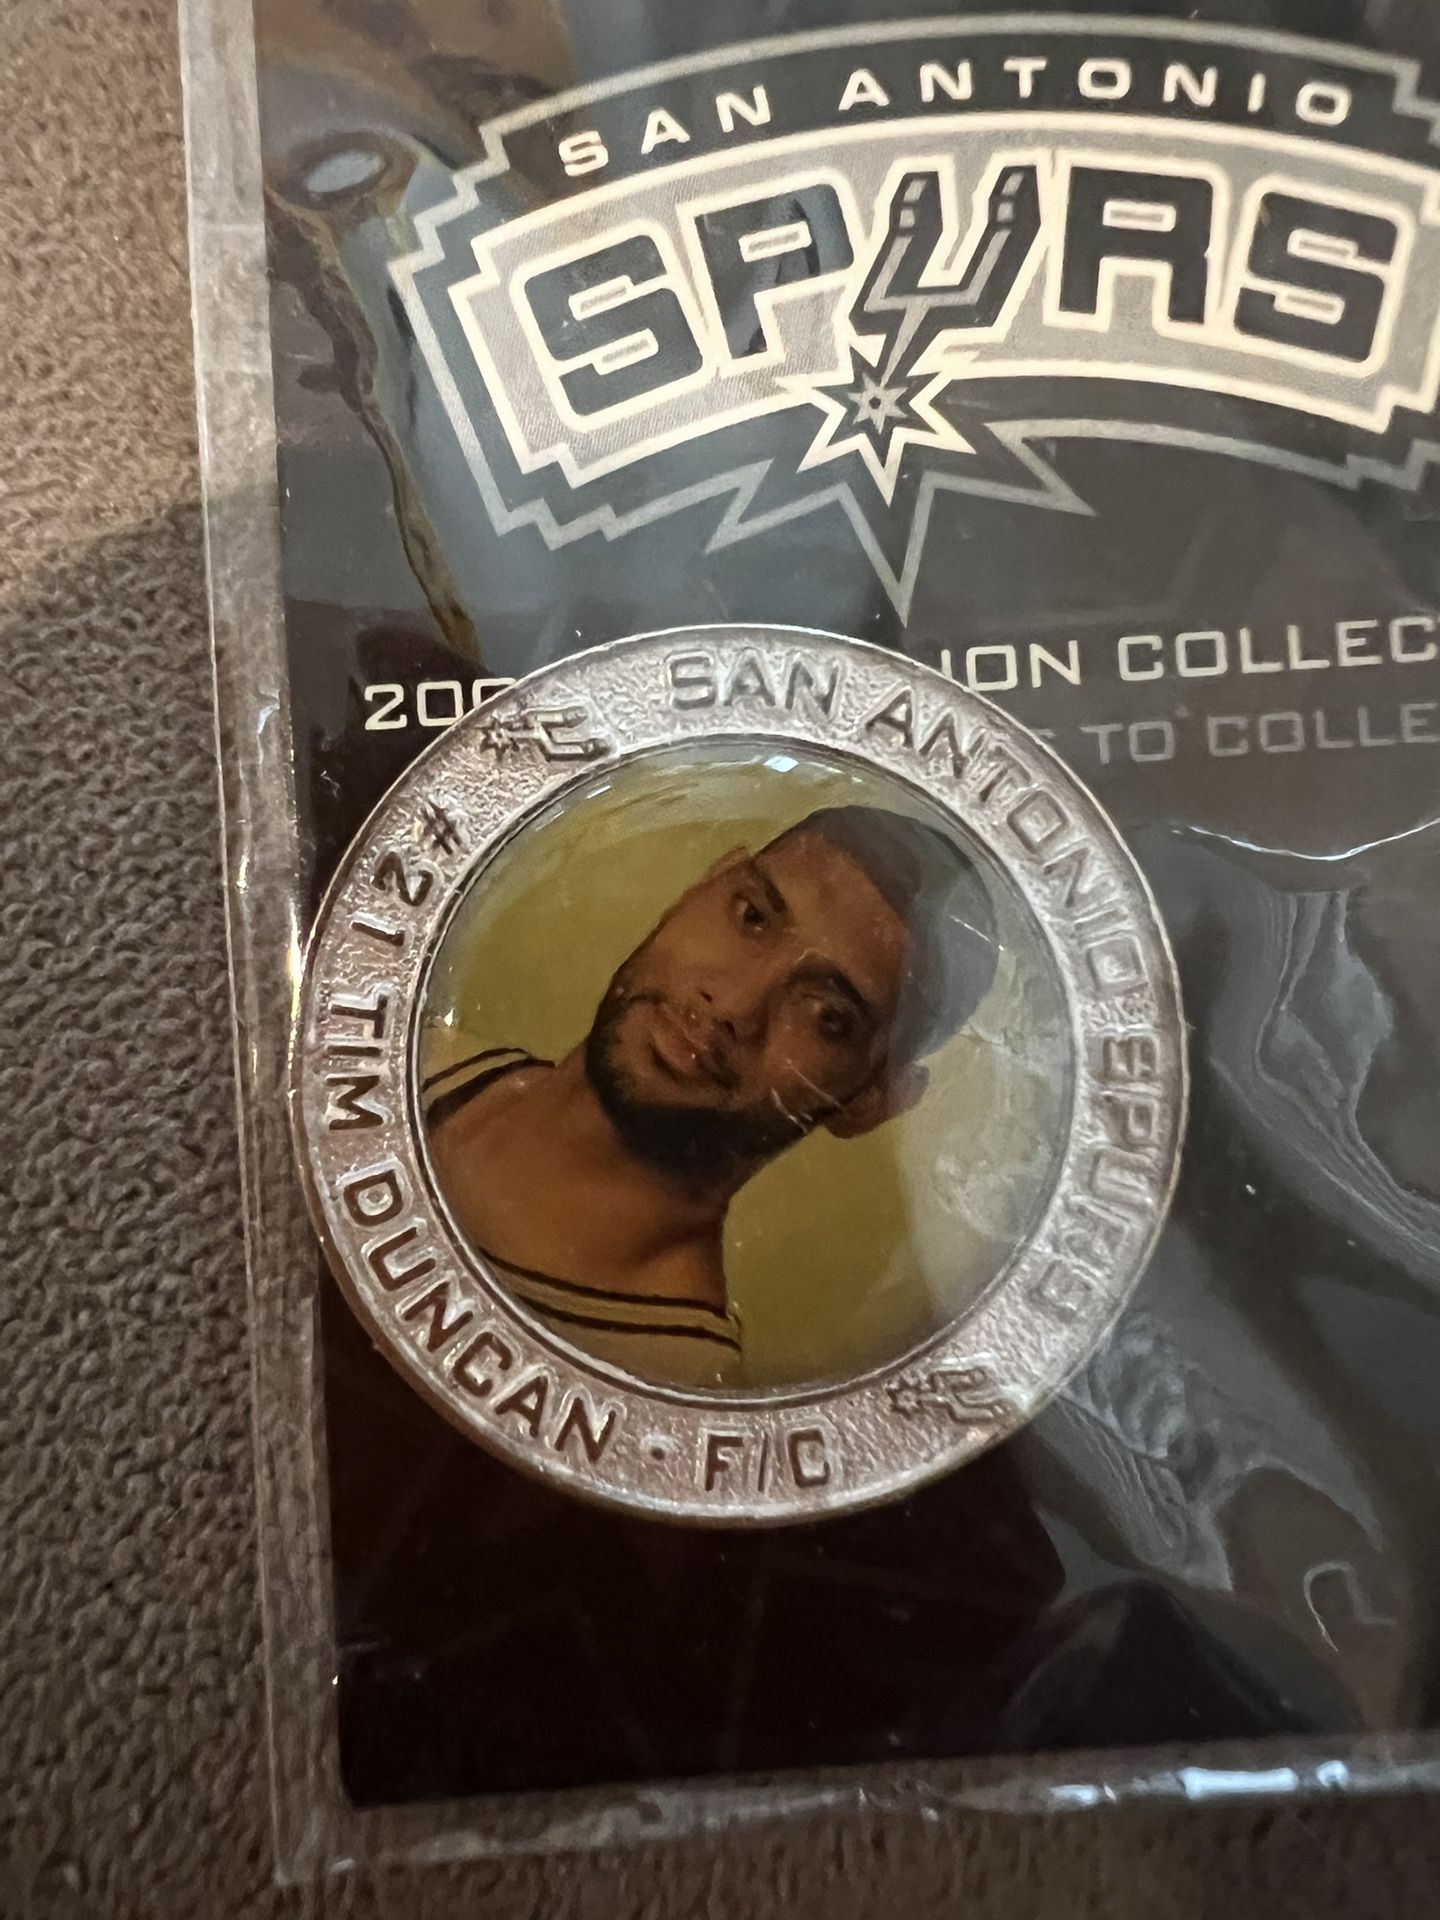 SAN ANTONIO
SPURS
ION COLLEC
TO COLLE
SAN ANTONIO SPURS
#21 TIM DUNCAN · F/C